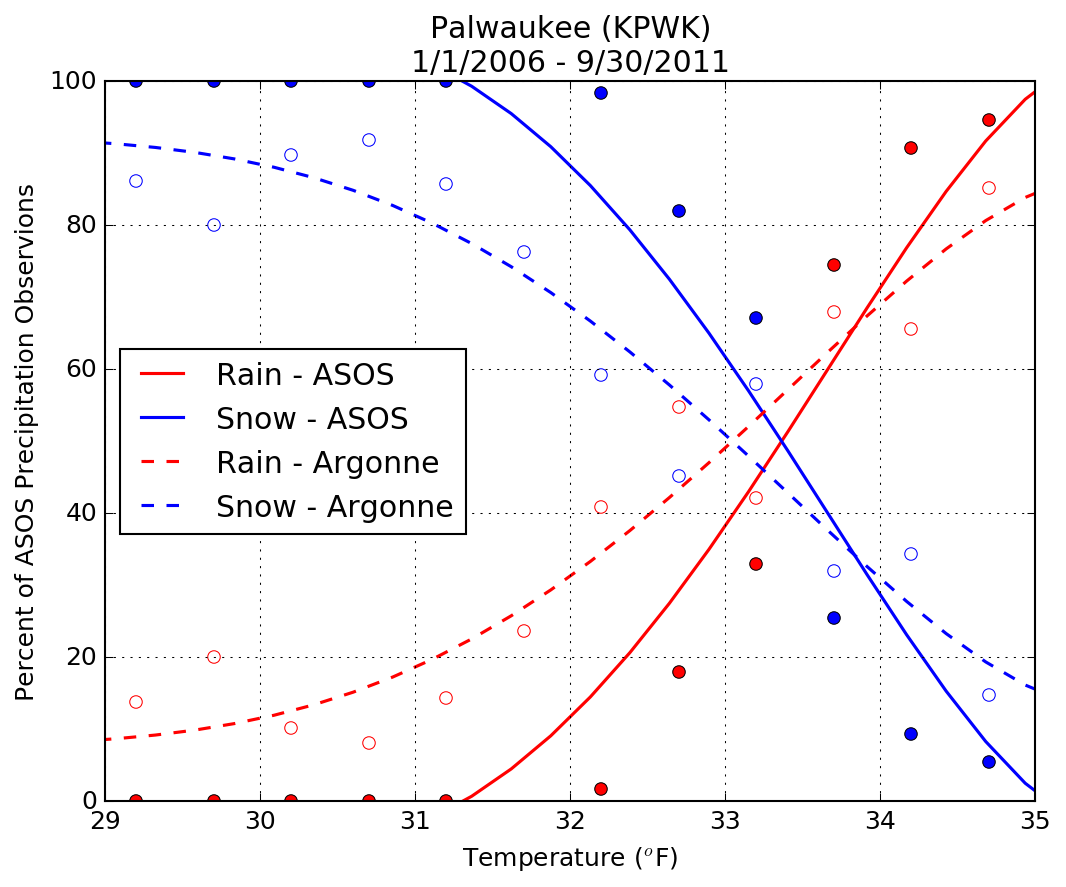 Palwaukee (KPWK)
1/1/2006 - 9/30/2011
Percent of ASOS Precipitation Observions
100
80
60
40
20
0
Rain - ASOS
Snow - ASOS
Rain - Argonne
Snow - Argonne
29 30 31 32 33 34 35
Temperature (°F)